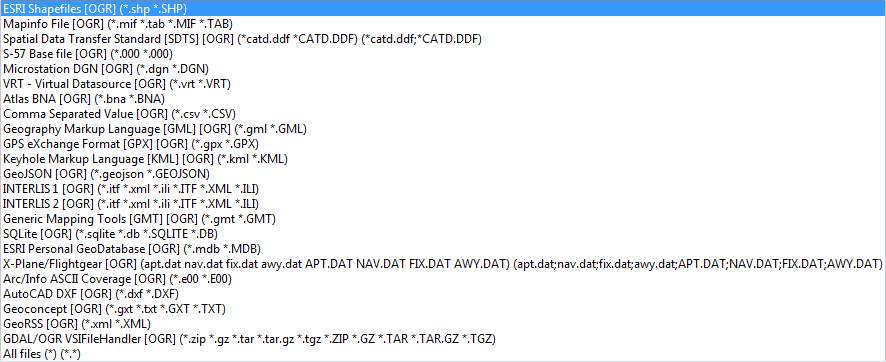 ESRI Shapefiles [OGR] (*.shp *.SHP)
Mapinfo File [OGR] (*.mif *.tab *.MIF *.TAB)
Spatial Data Transfer Standard [SDTS] [OGR] (*catd.ddf *CATD.DDF) (*catd.ddf;*CATD.DDF)
S-57 Base file [OGR] (*.000 *.000)
Microstation DGN [OGR] (*.dgn *.DGN)
VRT - Virtual Datasource [OGR] (*.vrt *.VRT)
Atlas BNA [OGR] (*.bna *.BNA)
Comma Separated Value [OGR] (*.csv *.CSV)
Geography Markup Language [GML] [OGR] (*.gml *.GML)
GPS eXchange Format [GPX] [OGR] (*.gpx *.GPX)
Keyhole Markup Language [KML] [OGR] (*.kml *.KML)
GeoJSON [OGR] (*.geojson *.GEOJSON)
INTERLIS 1 [OGR] (*.itf *.xml *.ili *.ITF *.XML *.ILI)
INTERLIS 2 [OGR] (*.itf *.xml *.ili *.ITF *.XML *.ILI)
Generic Mapping Tools [GMT] [OGR] (*.gmt *.GMT)
SQLite [OGR] (*.sqlite *.db *.SQLITE *.DB)
ESRI Personal GeoDatabase [OGR] (*.mdb *.MDB)
X-Plane/Flightgear [OGR] (apt.dat nav.dat fix.dat awy.dat APT.DAT NAV.DAT FIX.DAT AWY.DAT) (apt.dat;nav.dat;fix.dat;awy.dat;APT.DAT;NAV.DAT;FIX.DAT;AWY.DAT)
Arc/Info ASCII Coverage [OGR] (*.e00 *.E00)
AutoCAD DXF [OGR] (*.dxf *.DXF)
Geoconcept [OGR] (*.gxt *.txt *.GXT *.TXT)
GeoRSS [OGR] (*.xml *.XML)
GDAL/OGR VSIFileHandler [OGR] (*.zip *.gz *.tar *.tar.gz *.tgz *.ZIP *.GZ *.TAR *.TAR.GZ *.TGZ)
All files (*) (*.*)